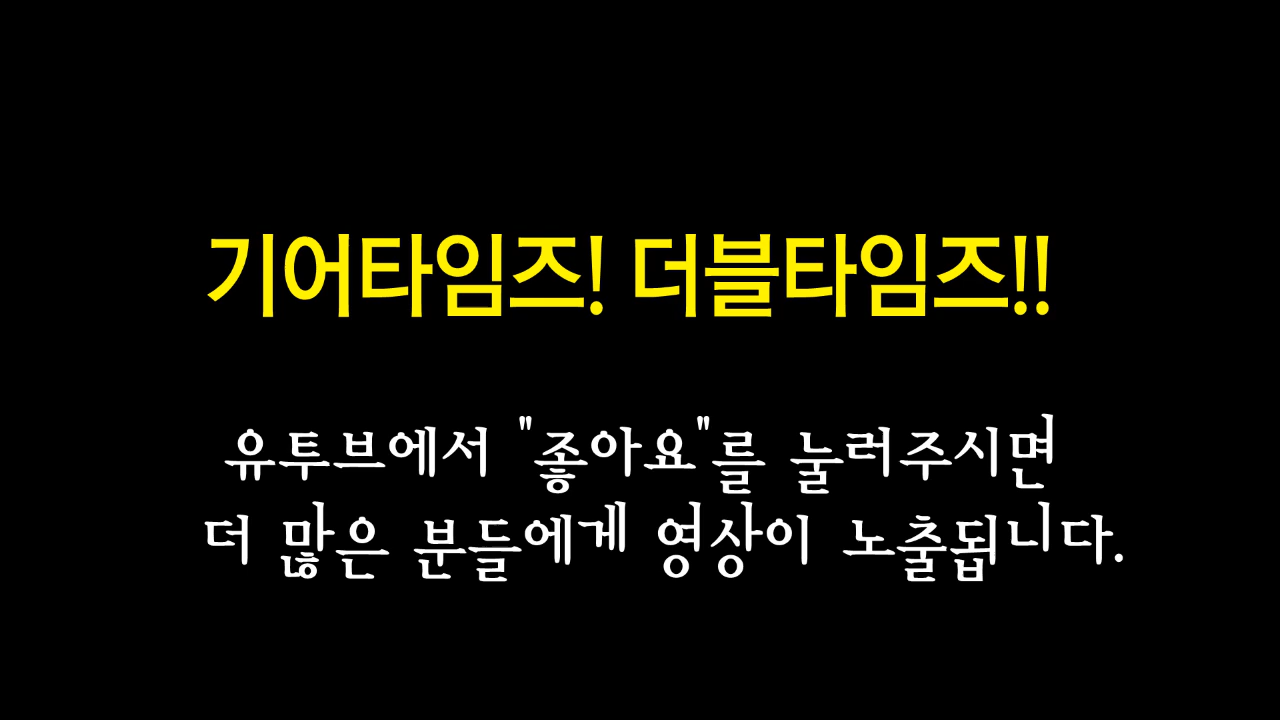 기어타임즈! 더블타임즈!!
유투브에서 "좋아요"를 눌러주시면
더 많은 분들에게 영상이 노출됩니다.